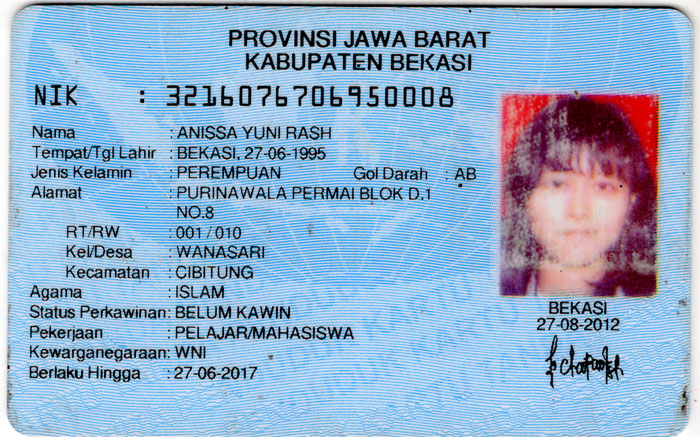 PROVINSI JAWA BARAT
KABUPATEN BEKASI
NIK : 3216076706950008
Nama : ANISSA YUNI RASH
Tempat/Tgl Lahir : BEKASI, 27-06-1995
Jenis Kelamin : PEREMPUAN Gol Darah : AB
Alamat : PURINAWALA PERMAI BLOK D.1
NO.8
RT/RW : 001/010
Kel/Desa : WANASARI
Kecamatan : CIBITUNG
Agama : ISLAM
Status Perkawinan: BELUM KAWIN
Pekerjaan : PELAJAR/MAHASISWA
Kewarganegaraan: WNI
Berlaku Hingga : 27-06-2017
BEKASI
27-08-2012